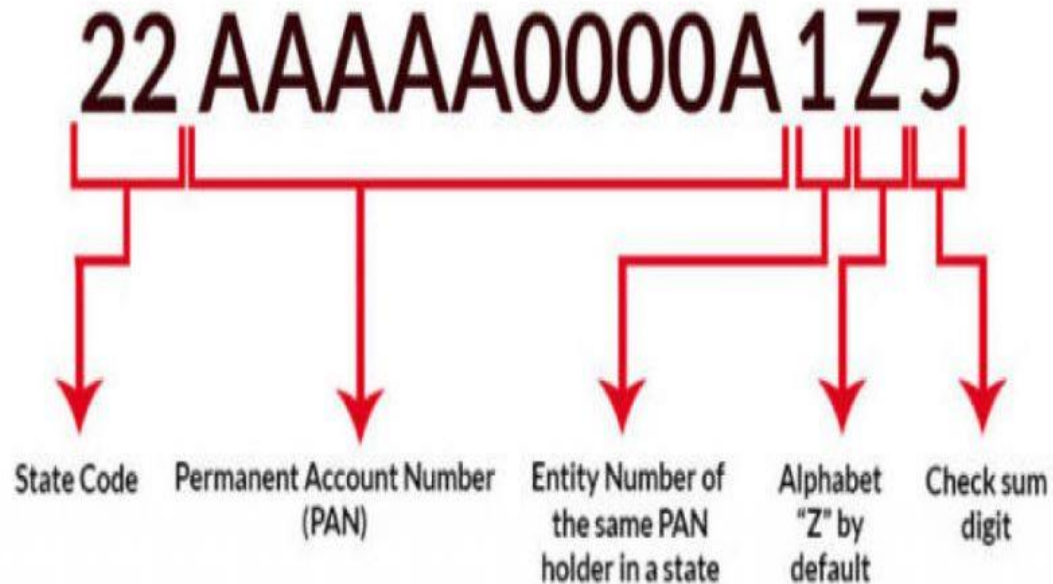 22 AAAAA0000A 1 Z 5
State Code
Permanent Account Number
(PAN)
Entity Number of
the same PAN
holder in a state
Alphabet
“Z” by
default
Check sum
digit